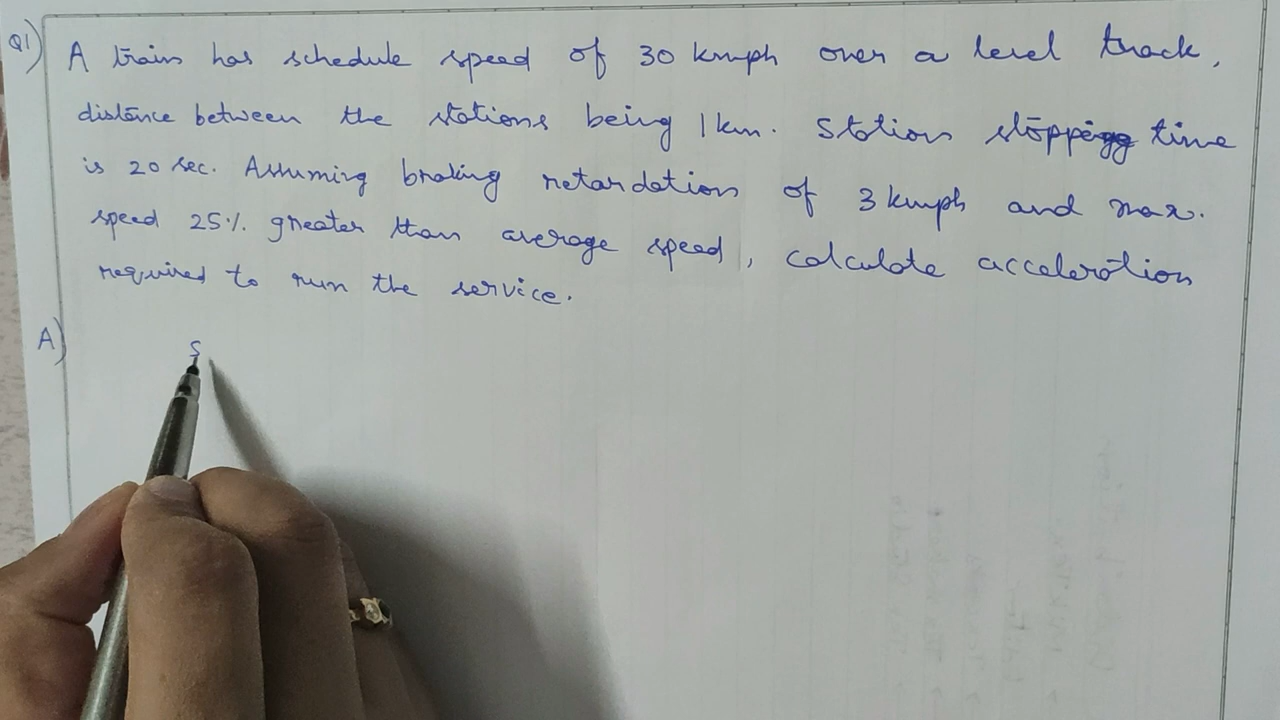 Q1) A train has schedule speed of 30 kmph over a level track,
distance between the stations being 1km. Station stopping time
is 20 sec. Assuming braking retardation of 3 kmph and max.
speed 25% greater than average speed, calculate acceleration
required to run the service.
A) S